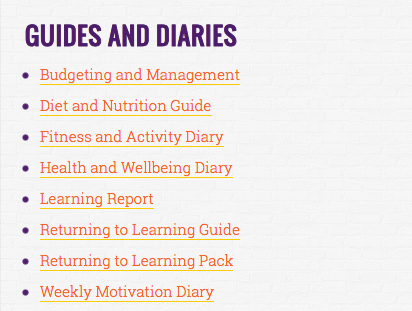 GUIDES AND DIARIES
Budgeting and Management
Diet and Nutrition Guide
Fitness and Activity Diary
Health and Wellbeing Diary
Learning Report
Returning to Learning Guide
Returning to Learning Pack
Weekly Motivation Diary